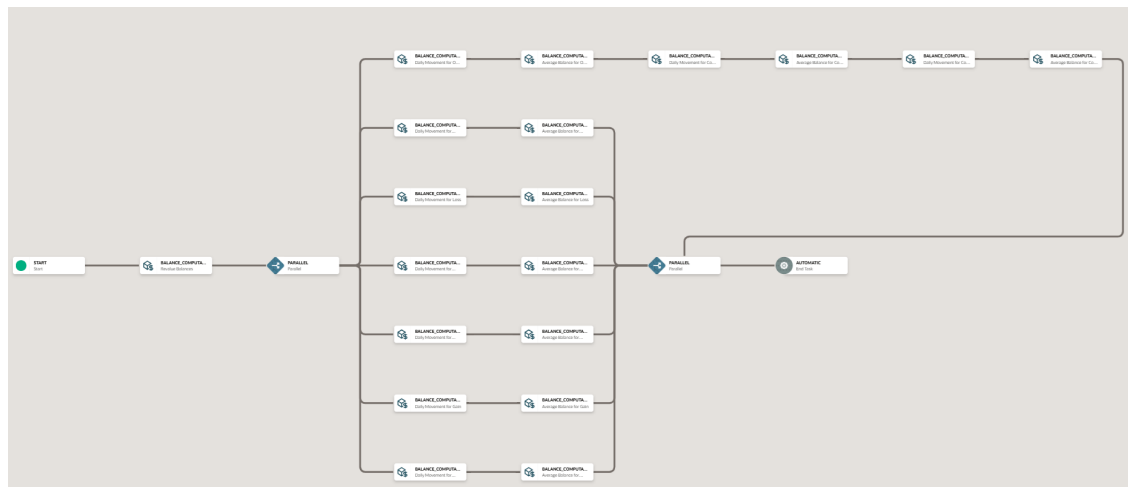 BALANCE_COMPUTA...
Daily Movement for O...
BALANCE_COMPUTA...
Average Balance for O...
BALANCE_COMPUTA...
Daily Movement for Co...
BALANCE_COMPUTA...
Average Balance for Co...
BALANCE_COMPUTA...
Daily Movement for Co...
BALANCE_COMPUTA...
Average Balance for Co...
BALANCE_COMPUTA...
Daily Movement for ...
BALANCE_COMPUTA...
Average Balance for ...
BALANCE_COMPUTA...
Daily Movement for Loss
BALANCE_COMPUTA...
Average Balance for Loss
START
Start
BALANCE_COMPUTA...
Residue Balances
PARALLEL
Parallel
BALANCE_COMPUTA...
Daily Movement for ...
BALANCE_COMPUTA...
Average Balance for ...
PARALLEL
Parallel
AUTOMATIC
End Task
BALANCE_COMPUTA...
Daily Movement for ...
BALANCE_COMPUTA...
Average Balance for ...
BALANCE_COMPUTA...
Daily Movement for Gain
BALANCE_COMPUTA...
Average Balance for Gain
BALANCE_COMPUTA...
Daily Movement for ...
BALANCE_COMPUTA...
Average Balance for ...